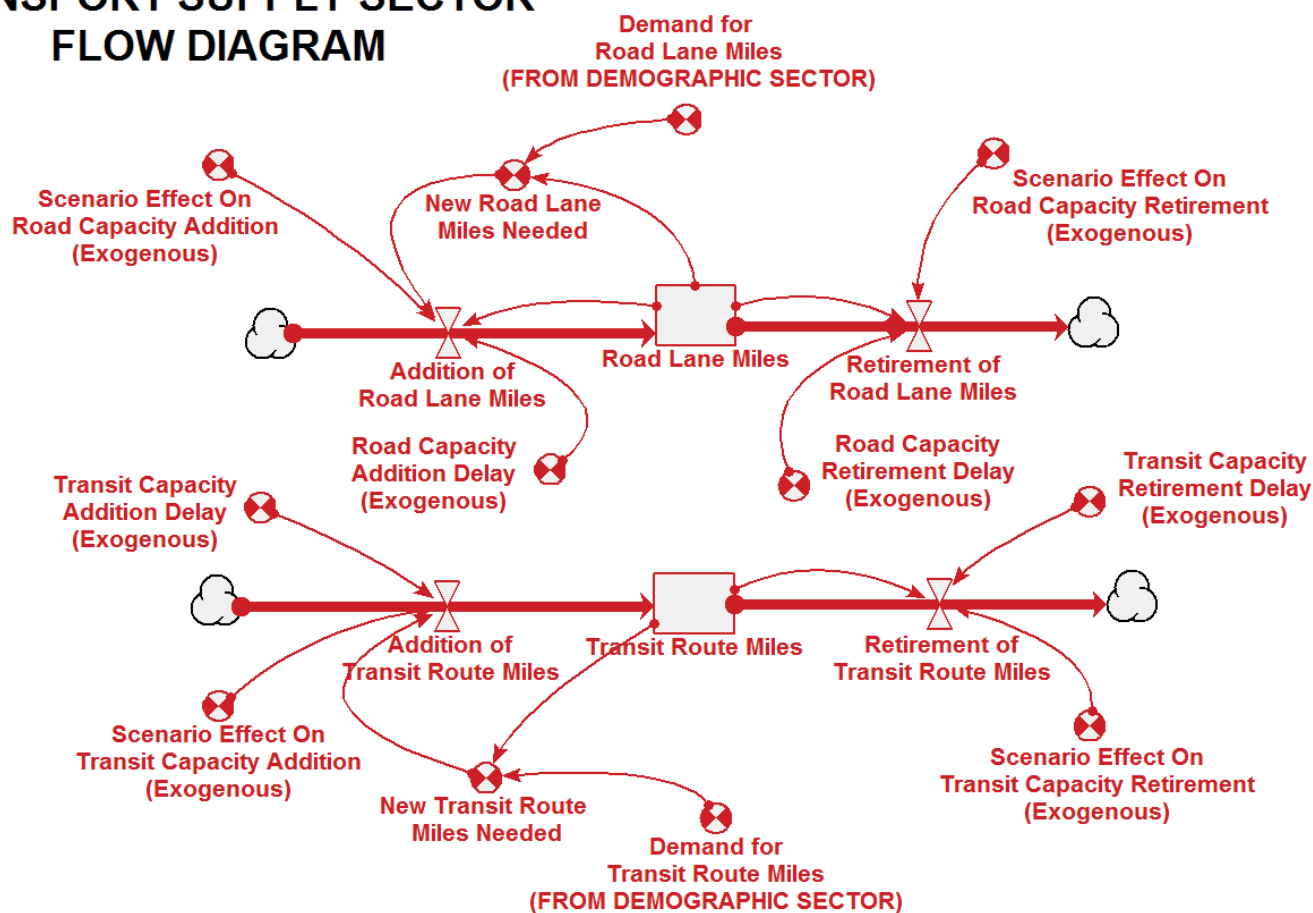 FLOW DIAGRAM
Demand for
Road Lane Miles
(FROM DEMOGRAPHIC SECTOR)
Scenario Effect On
Road Capacity Addition
(Exogenous)
New Road Lane
Miles Needed
Scenario Effect On
Road Capacity Retirement
(Exogenous)
Road Lane Miles
Addition of
Road Lane Miles
Retirement of
Road Lane Miles
Road Capacity
Addition Delay
(Exogenous)
Road Capacity
Retirement Delay
(Exogenous)
Transit Capacity
Addition Delay
(Exogenous)
Transit Capacity
Retirement Delay
(Exogenous)
Addition of
Transit Route Miles
Transit Route Miles
Retirement of
Transit Route Miles
Scenario Effect On
Transit Capacity Addition
(Exogenous)
New Transit Route
Miles Needed
Scenario Effect On
Transit Capacity Retirement
(Exogenous)
Demand for
Transit Route Miles
(FROM DEMOGRAPHIC SECTOR)